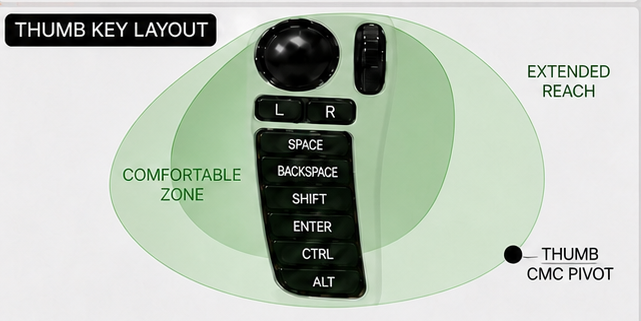 THUMB KEY LAYOUT
EXTENDED
REACH
L R
SPACE
BACKSPACE
COMFORTABLE
ZONE
SHIFT
ENTER
CTRL
ALT
THUMB
CMC PIVOT